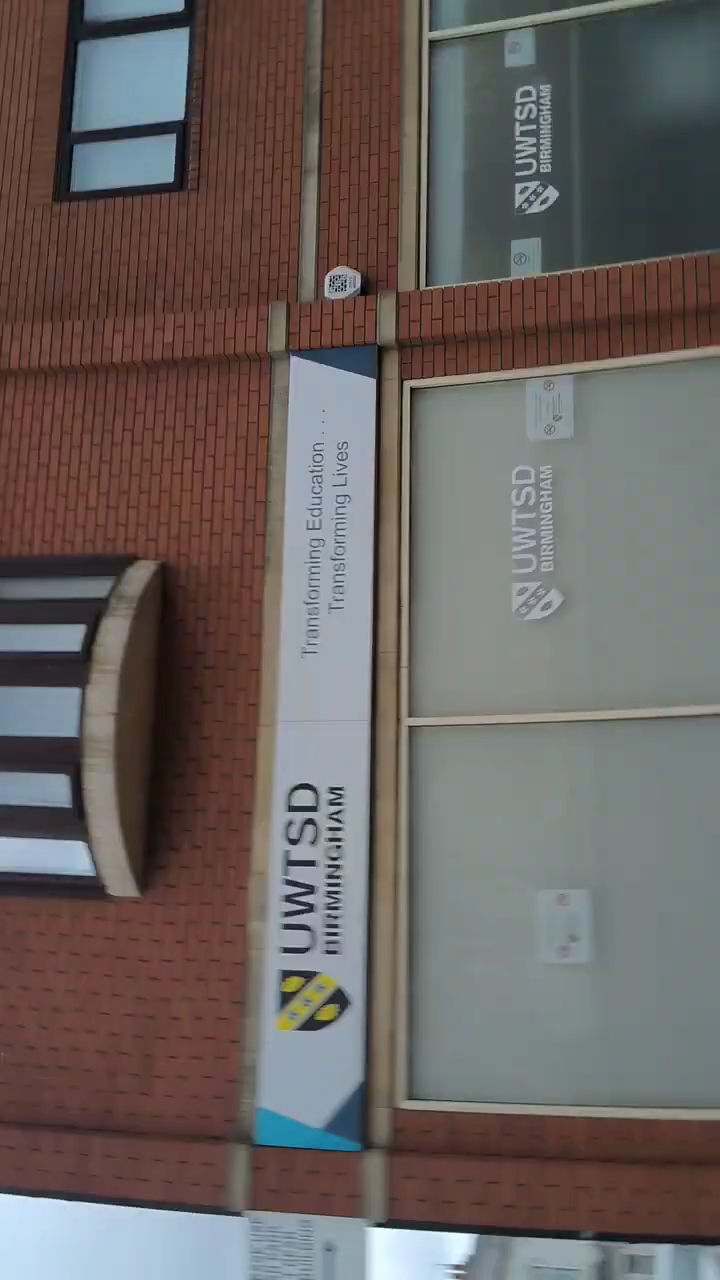 UWTSD
BIRMINGHAM
Transforming Education . . .
Transforming Lives
UWTSD
BIRMINGHAM
UWTSD
BIRMINGHAM